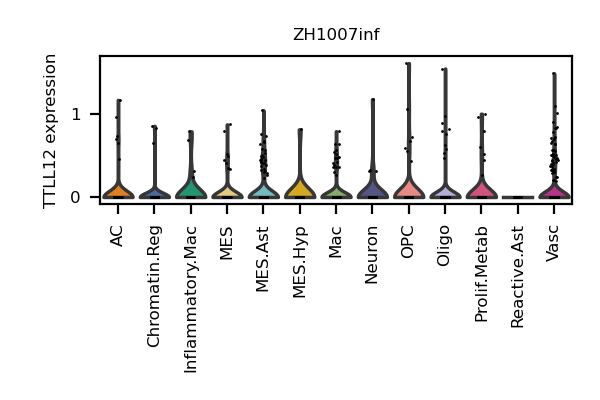 ZH1007inf
TTLL12 expression
1
0
AC
Chromatin.Reg
Inflammatory.Mac
MES
MES.Ast
MES.Hyp
Mac
Neuron
OPC
Oligo
Prolif.Metab
Reactive.Ast
Vasc